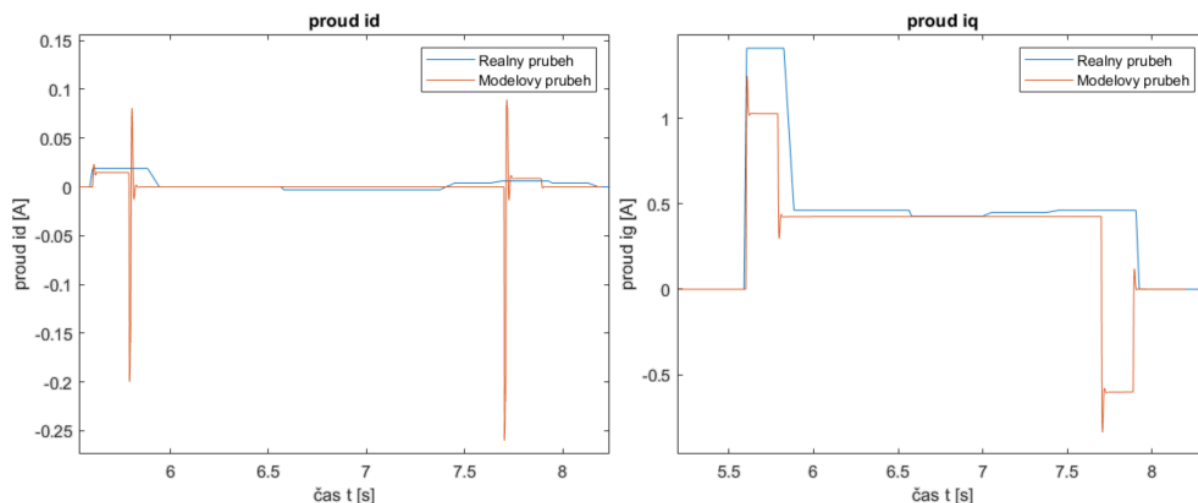 proud id
0.15
0.1
0.05
0
-0.05
-0.1
-0.15
-0.2
-0.25
proud id [A]
Realny prubeh
Modelovy prubeh
6
6.5
7
7.5
8
čas t [s]
proud iq
1
0.5
0
-0.5
proud ig [A]
Realny prubeh
Modelovy prubeh
5.5
6
6.5
7
7.5
8
čas t [s]